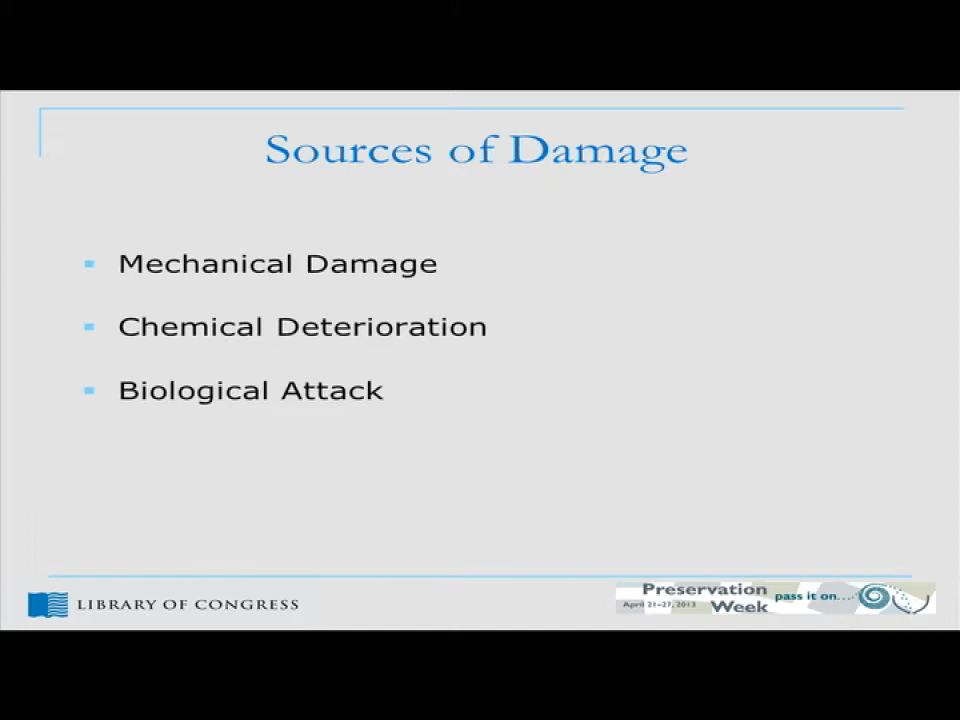 Sources of Damage
Mechanical Damage
Chemical Deterioration
Biological Attack
LIBRARY OF CONGRESS
Preservation
April 21-27, 2013 Week pass it on....